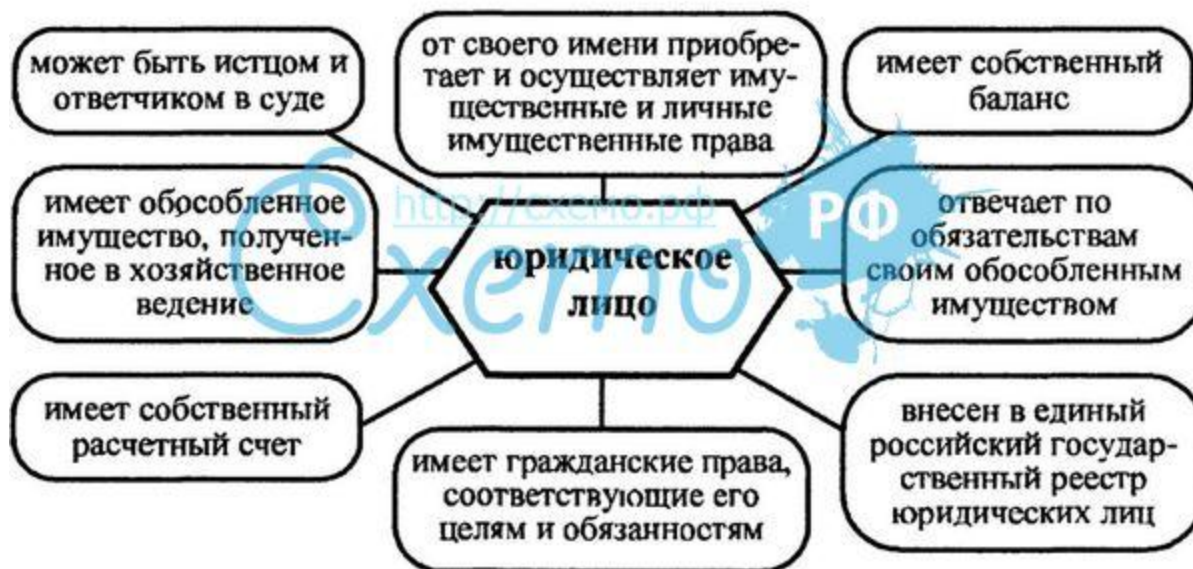 может быть истцом и
ответчиком в суде
от своего имени приобре-
тает и осуществляет иму-
щественные и личные
имущественные права
имеет собственный
баланс
имеет обособленное
имущество, получен-
ное в хозяйственное
ведение
http://схемо.рф
Схемо
РФ
юридическое
лицо
отвечает по
обязательствам
своим обособленным
имуществом
имеет собственный
расчетный счет
имеет гражданские права,
соответствующие его
целям и обязанностям
внесен в единый
российский государ-
ственный реестр
юридических лиц